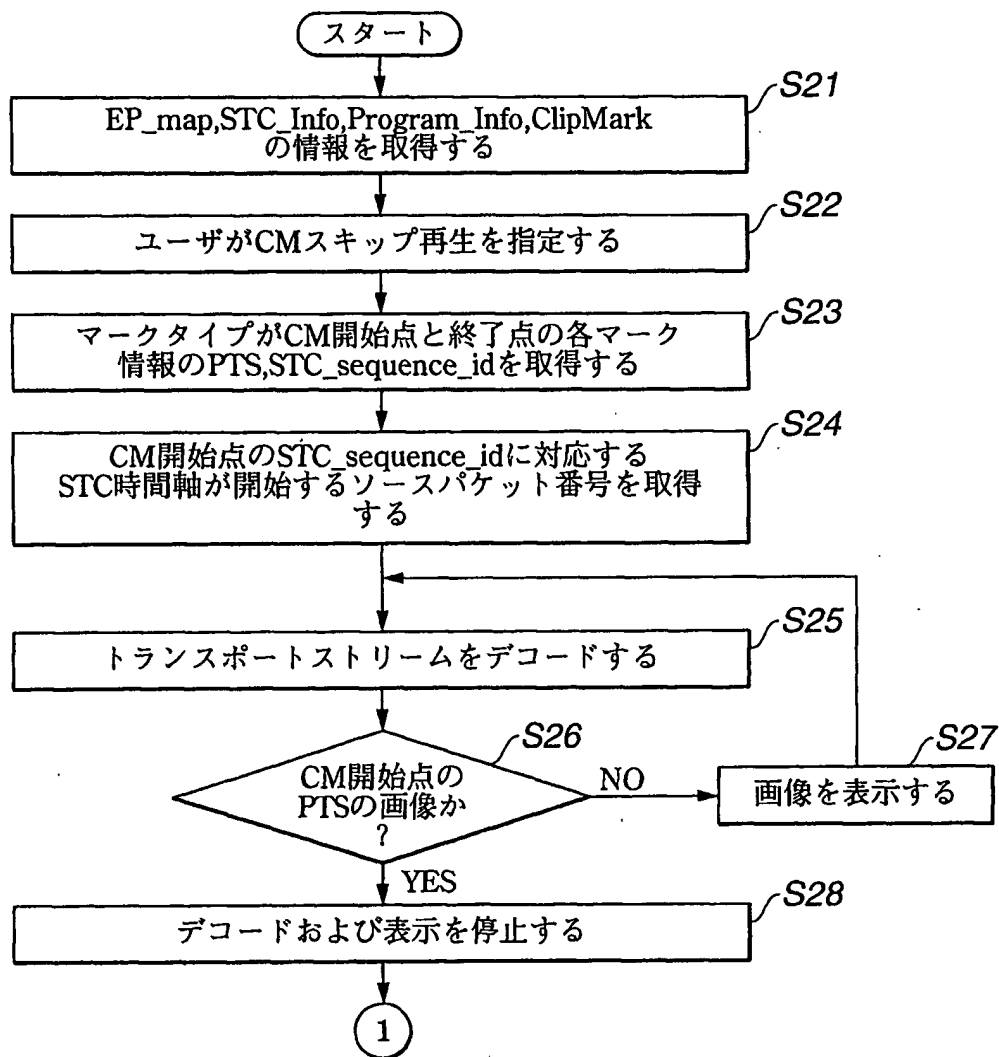 スタート
S21
EP_map,STC_Info,Program_Info,ClipMark
の情報を取得する
S22
ユーザがCMスキップ再生を指定する
S23
マークタイプがCM開始点と終了点の各マーク
情報のPTS,STC_sequence_idを取得する
S24
CM開始点のSTC_sequence_idに対応する
STC時間軸が開始するソースパケット番号を取得
する
S25
トランスポートストリームをデコードする
S26
CM開始点の
PTSの画像か
?
NO
S27
画像を表示する
YES
S28
デコードおよび表示を停止する
1